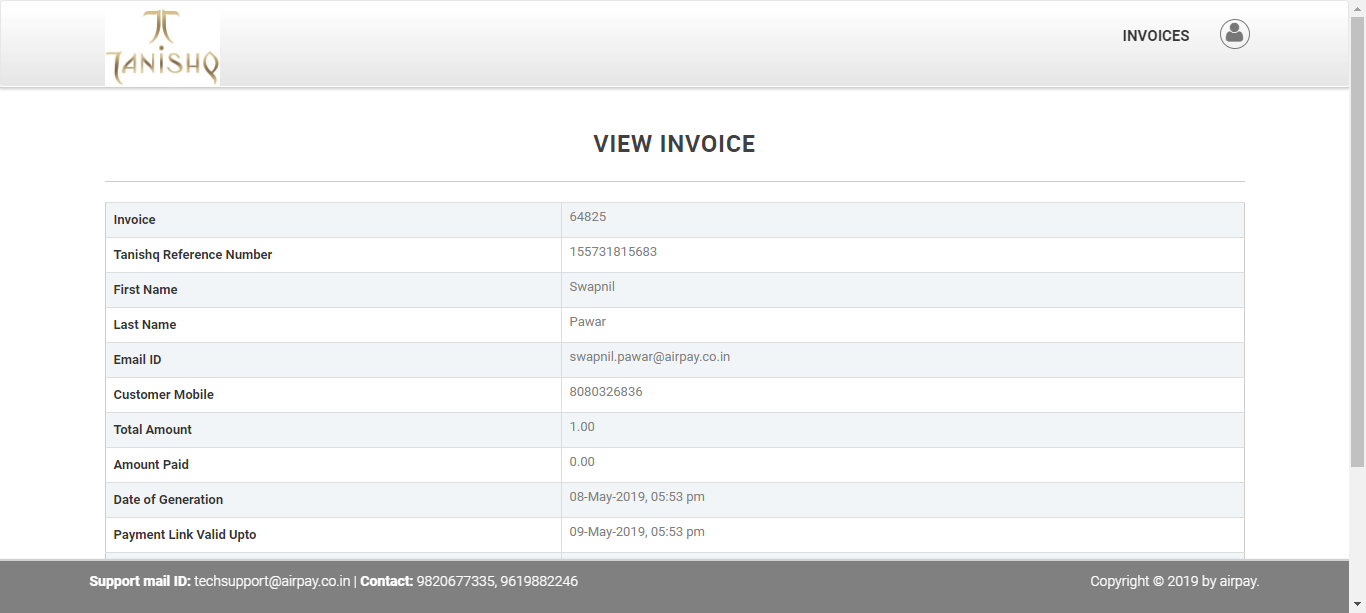 TANISHQ
INVOICES
VIEW INVOICE
Invoice 64825
Tanishq Reference Number 155731815683
First Name Swapnil
Last Name Pawar
Email ID swapnil.pawar@airpay.co.in
Customer Mobile 8080326836
Total Amount 1.00
Amount Paid 0.00
Date of Generation 08-May-2019, 05:53 pm
Payment Link Valid Upto 09-May-2019, 05:53 pm
Support mail ID: techsupport@airpay.co.in | Contact: 9820677335, 9619882246
Copyright © 2019 by airpay.